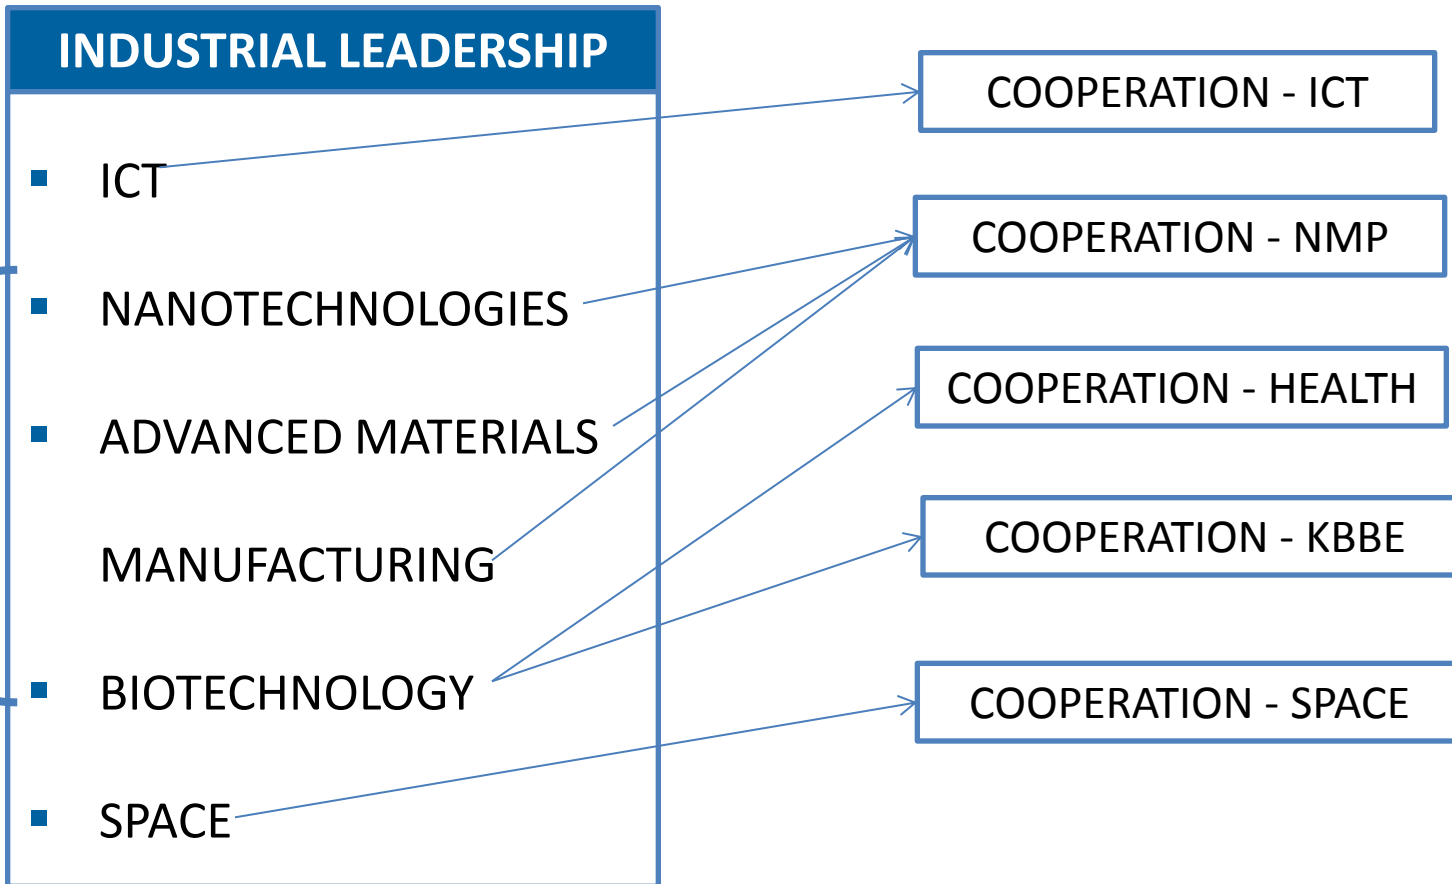 INDUSTRIAL LEADERSHIP
▪ ICT
▪ NANOTECHNOLOGIES
▪ ADVANCED MATERIALS
MANUFACTURING
▪ BIOTECHNOLOGY
▪ SPACE
COOPERATION - ICT
COOPERATION - NMP
COOPERATION - HEALTH
COOPERATION - KBBE
COOPERATION - SPACE